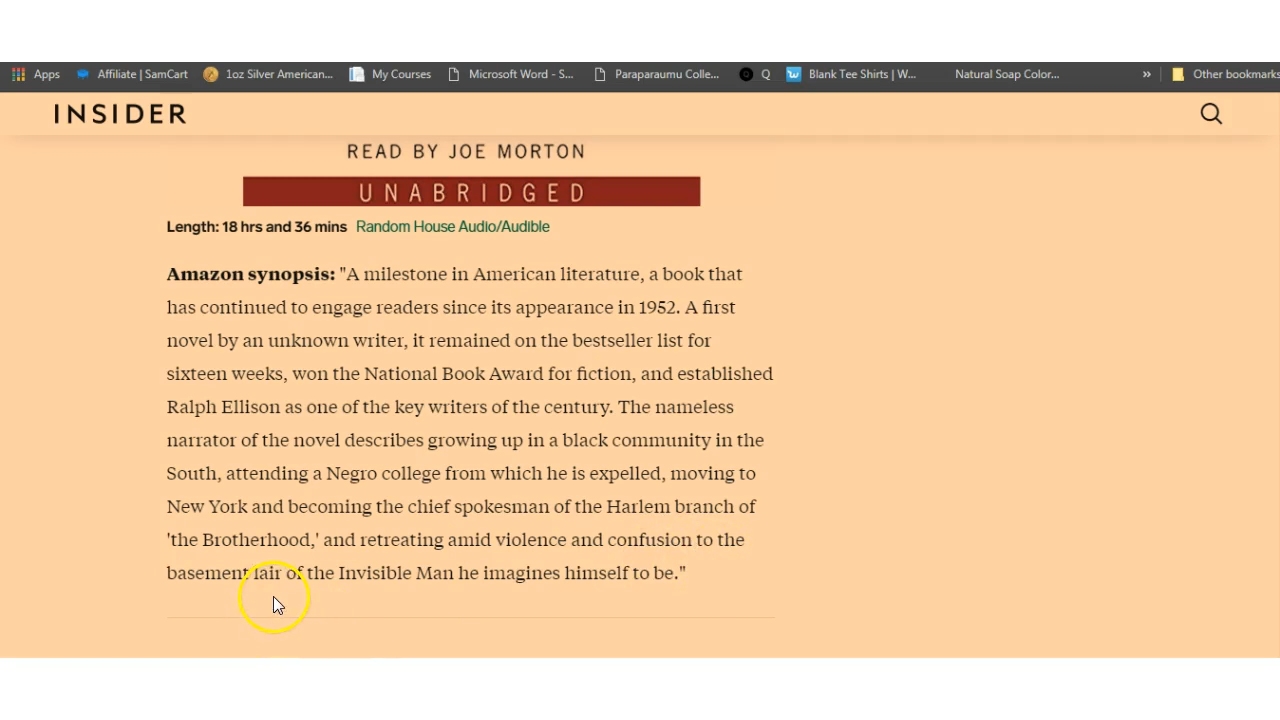 Apps Affiliate | SamCart 1oz Silver American... My Courses Microsoft Word - S... Paraparaumu Colle... Q Blank Tee Shirts | W... Natural Soap Color... » Other bookmarks
INSIDER
READ BY JOE MORTON
UNABRIDGED
Length: 18 hrs and 36 mins Random House Audio/Audible
Amazon synopsis: "A milestone in American literature, a book that
has continued to engage readers since its appearance in 1952. A first
novel by an unknown writer, it remained on the bestseller list for
sixteen weeks, won the National Book Award for fiction, and established
Ralph Ellison as one of the key writers of the century. The nameless
narrator of the novel describes growing up in a black community in the
South, attending a Negro college from which he is expelled, moving to
New York and becoming the chief spokesman of the Harlem branch of
'the Brotherhood,' and retreating amid violence and confusion to the
basement lair of the Invisible Man he imagines himself to be."